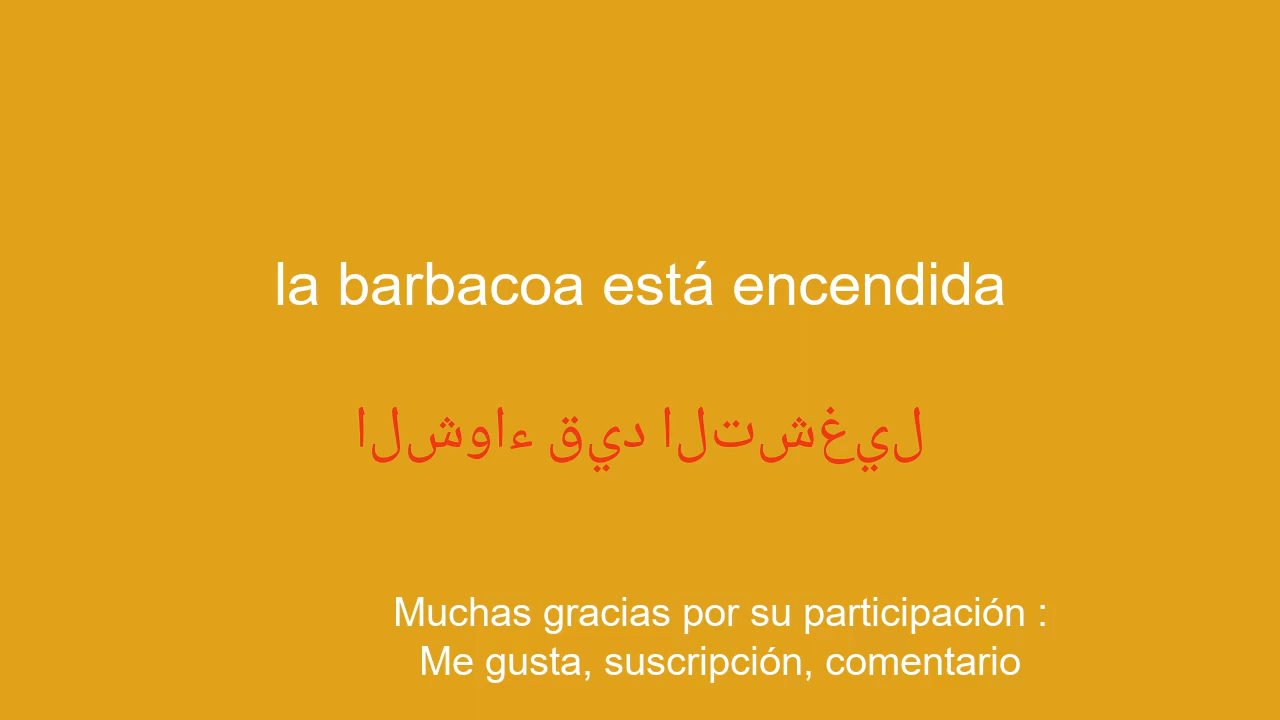 la barbacoa está encendida
الشواء قيد التشغيل
Muchas gracias por su participación :
Me gusta, suscripción, comentario